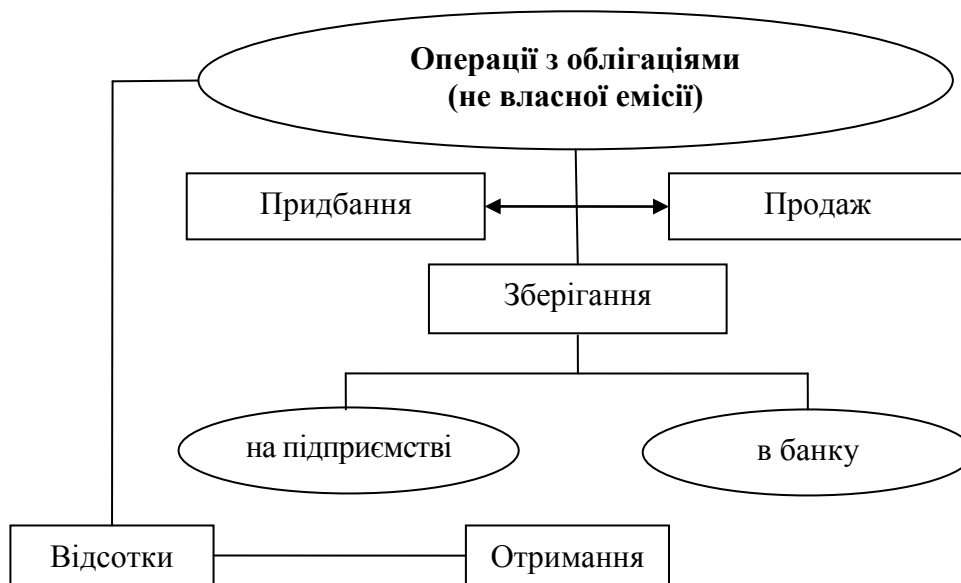 Операції з облігаціями
(не власної емісії)
Придбання
Продаж
Зберігання
на підприємстві
в банку
Відсотки
Отримання